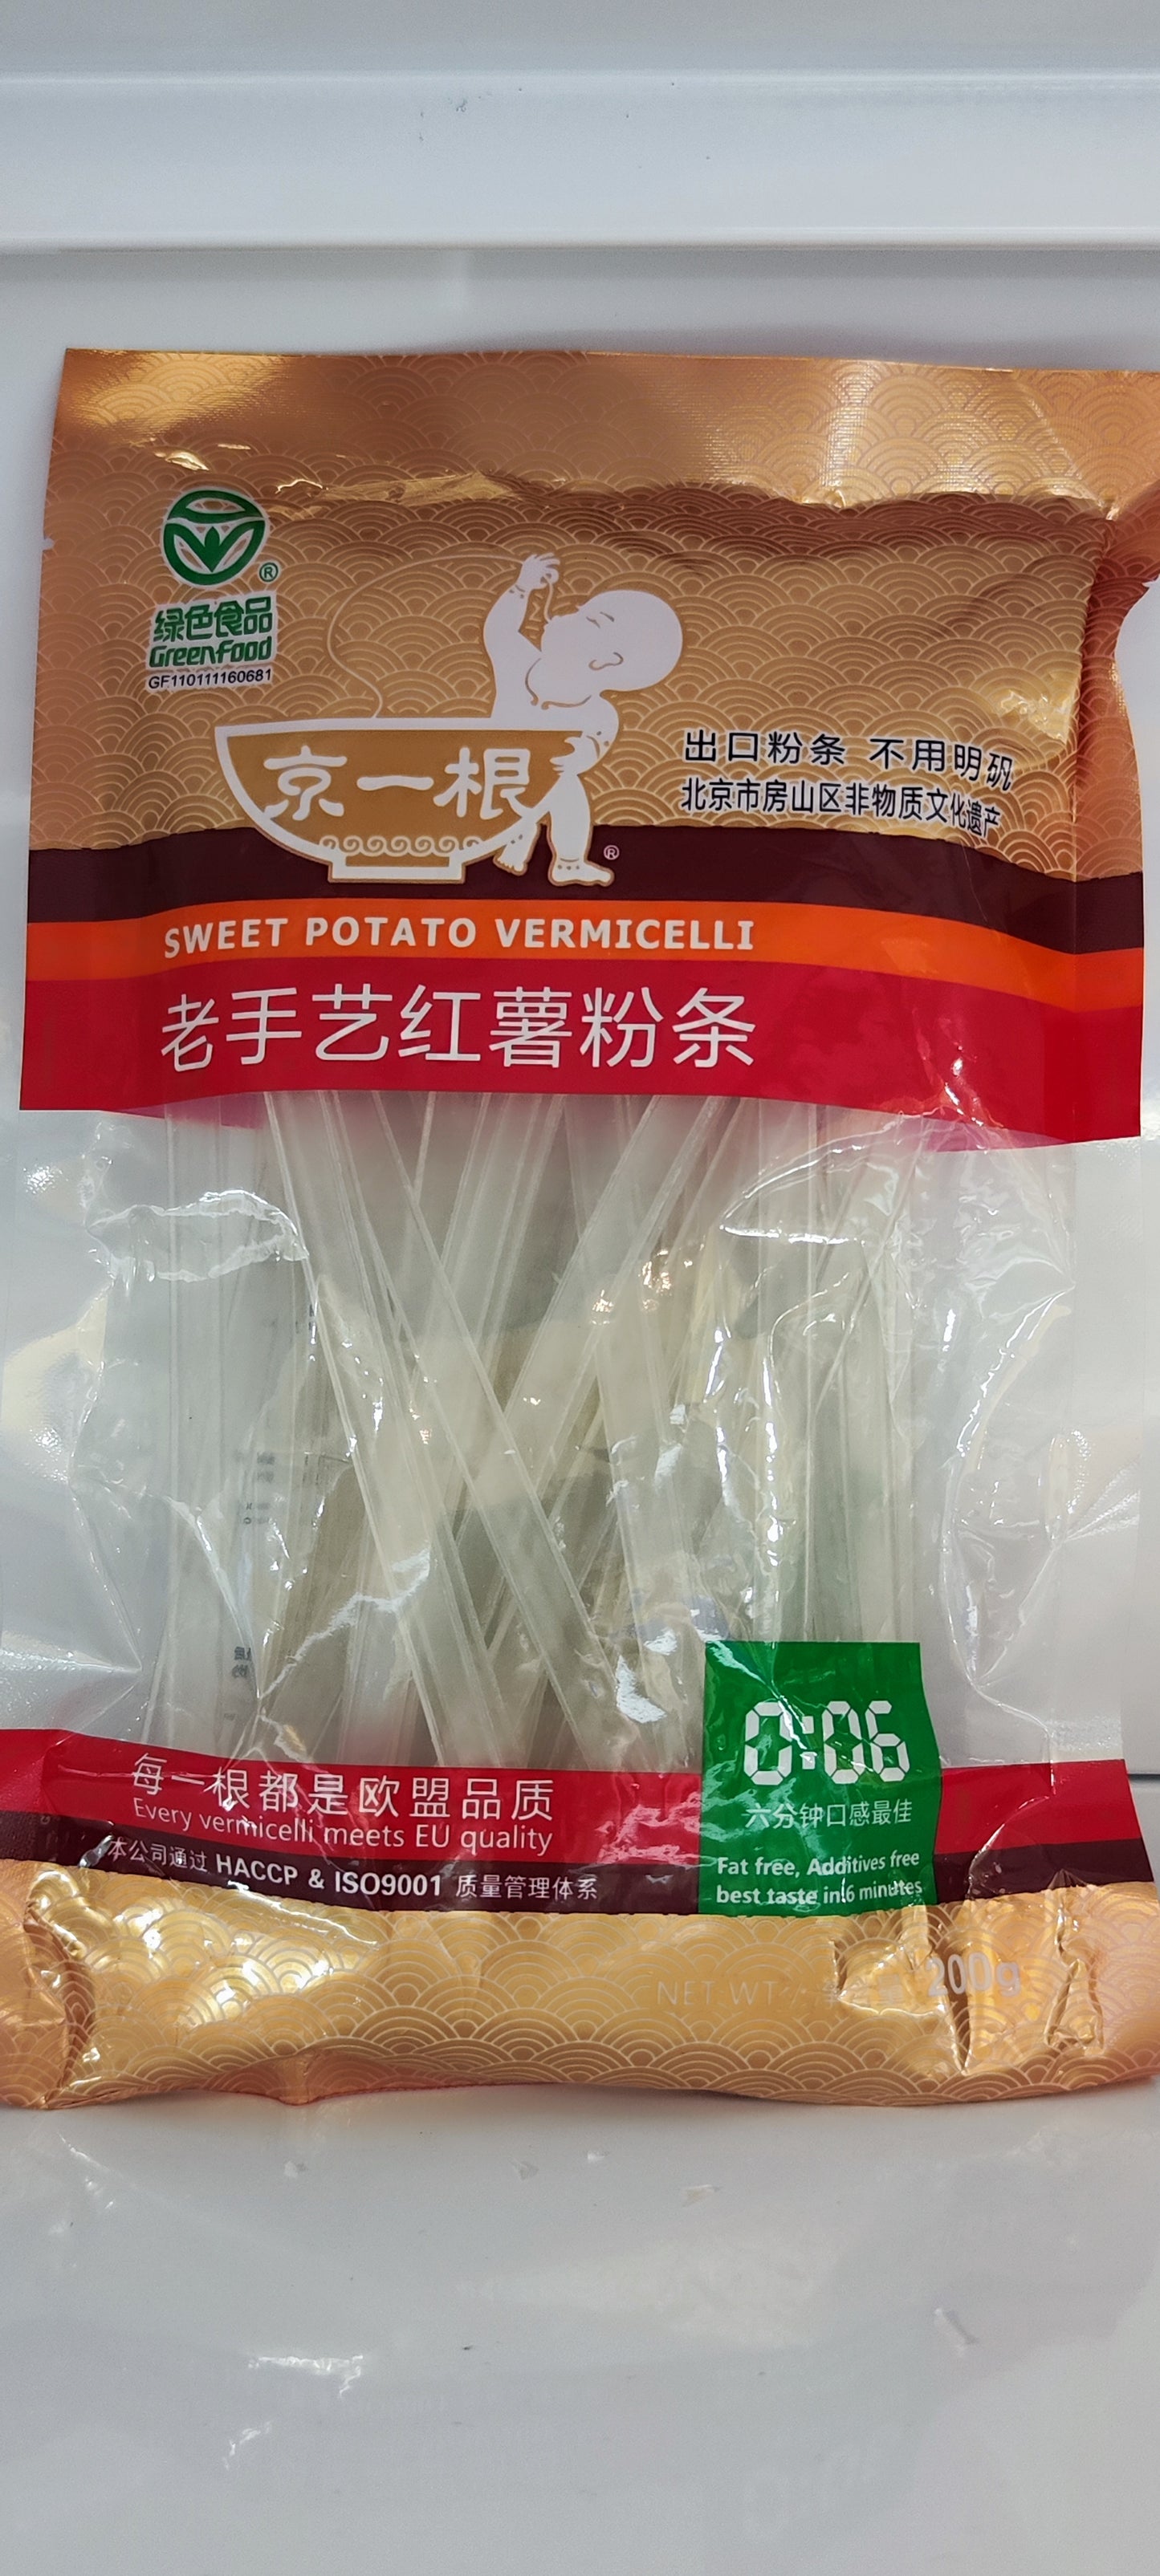 ®
绿色食品
GreenFood
GF110111160681
京一根
®
出口粉条 不用明矾
北京市房山区非物质文化遗产
SWEET POTATO VERMICELLI
老手艺红薯粉条
0:06
六分钟口感最佳
Fat free, Additives free
best taste in 6 minutes
每一根都是欧盟品质
Every vermicelli meets EU quality
本公司通过 HACCP & ISO9001 质量管理体系
NET WT 200g